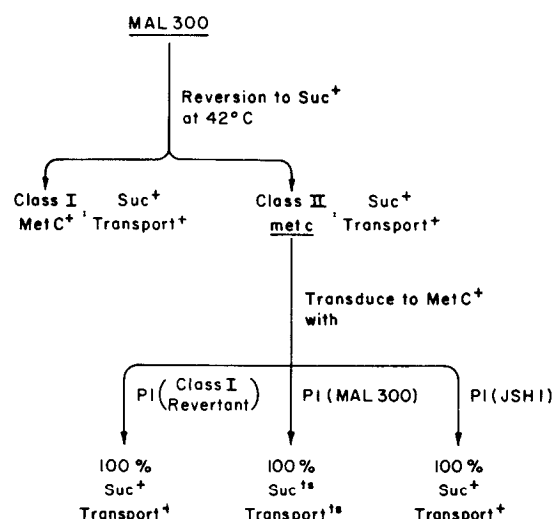 MAL 300
Reversion to Suc⁺
at 42°C
Class I Suc⁺
MetC⁺ ' Transport⁺
Class II Suc⁺
metc ' Transport⁺
Transduce to MetC⁺
with
P1 (Class I
Revertant)
P1 (MAL 300)
P1 (JSH1)
100 %
Suc⁺
Transport⁺
100 %
Suc^ts
Transport^ts
100 %
Suc⁺
Transport⁺